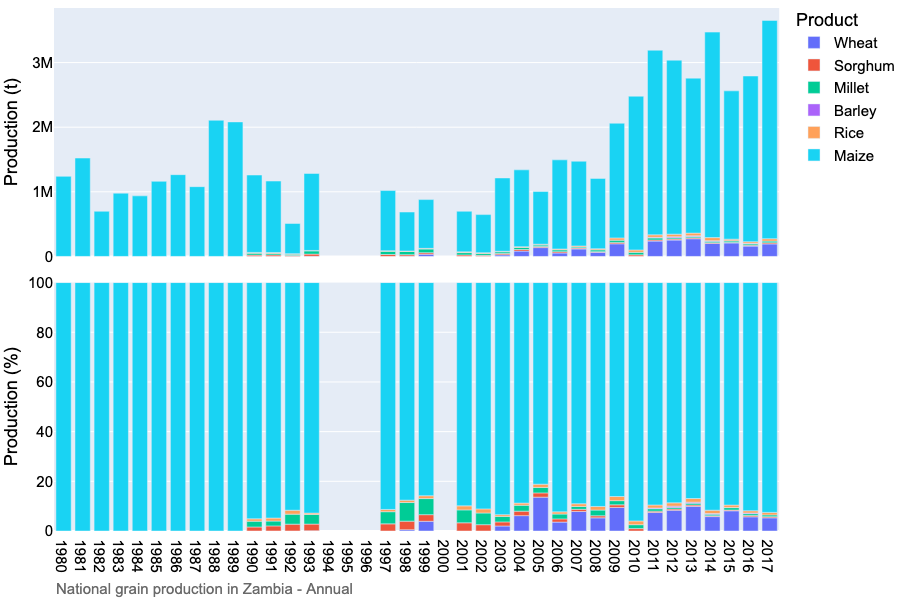 Product
Wheat
Sorghum
Millet
Barley
Rice
Maize
Production (t)
3M
2M
1M
0
Production (%)
100
80
60
40
20
0
1980 1981 1982 1983 1984 1985 1986 1987 1988 1989 1990 1991 1992 1993 1994 1995 1996 1997 1998 1999 2000 2001 2002 2003 2004 2005 2006 2007 2008 2009 2010 2011 2012 2013 2014 2015 2016 2017
National grain production in Zambia - Annual